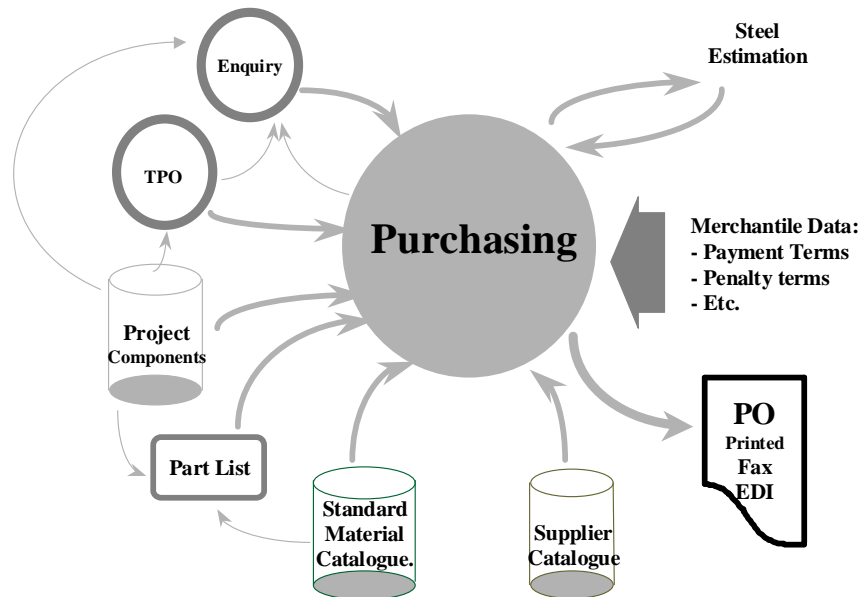 Enquiry
Steel
Estimation
TPO
Purchasing
Merchantile Data:
- Payment Terms
- Penalty terms
- Etc.
Project
Components
PO
Printed
Fax
EDI
Part List
Standard
Material
Catalogue.
Supplier
Catalogue